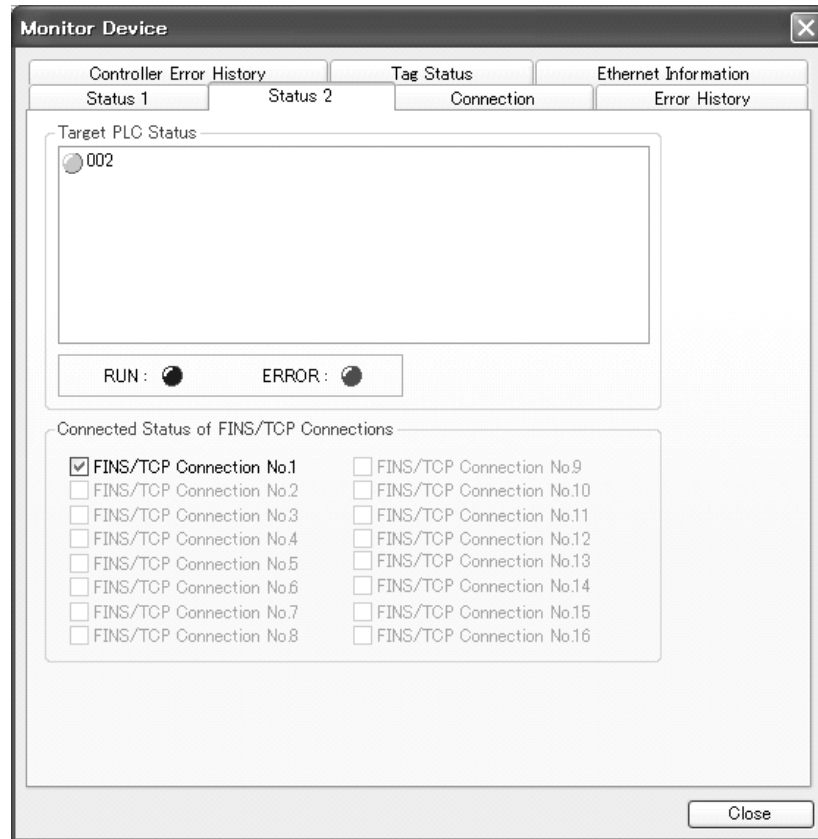 Monitor Device
Controller Error History Tag Status Ethernet Information
Status 1 Status 2 Connection Error History
Target PLC Status
002
RUN : ERROR :
Connected Status of FINS/TCP Connections
FINS/TCP Connection No.1 FINS/TCP Connection No.9
FINS/TCP Connection No.2 FINS/TCP Connection No.10
FINS/TCP Connection No.3 FINS/TCP Connection No.11
FINS/TCP Connection No.4 FINS/TCP Connection No.12
FINS/TCP Connection No.5 FINS/TCP Connection No.13
FINS/TCP Connection No.6 FINS/TCP Connection No.14
FINS/TCP Connection No.7 FINS/TCP Connection No.15
FINS/TCP Connection No.8 FINS/TCP Connection No.16
Close